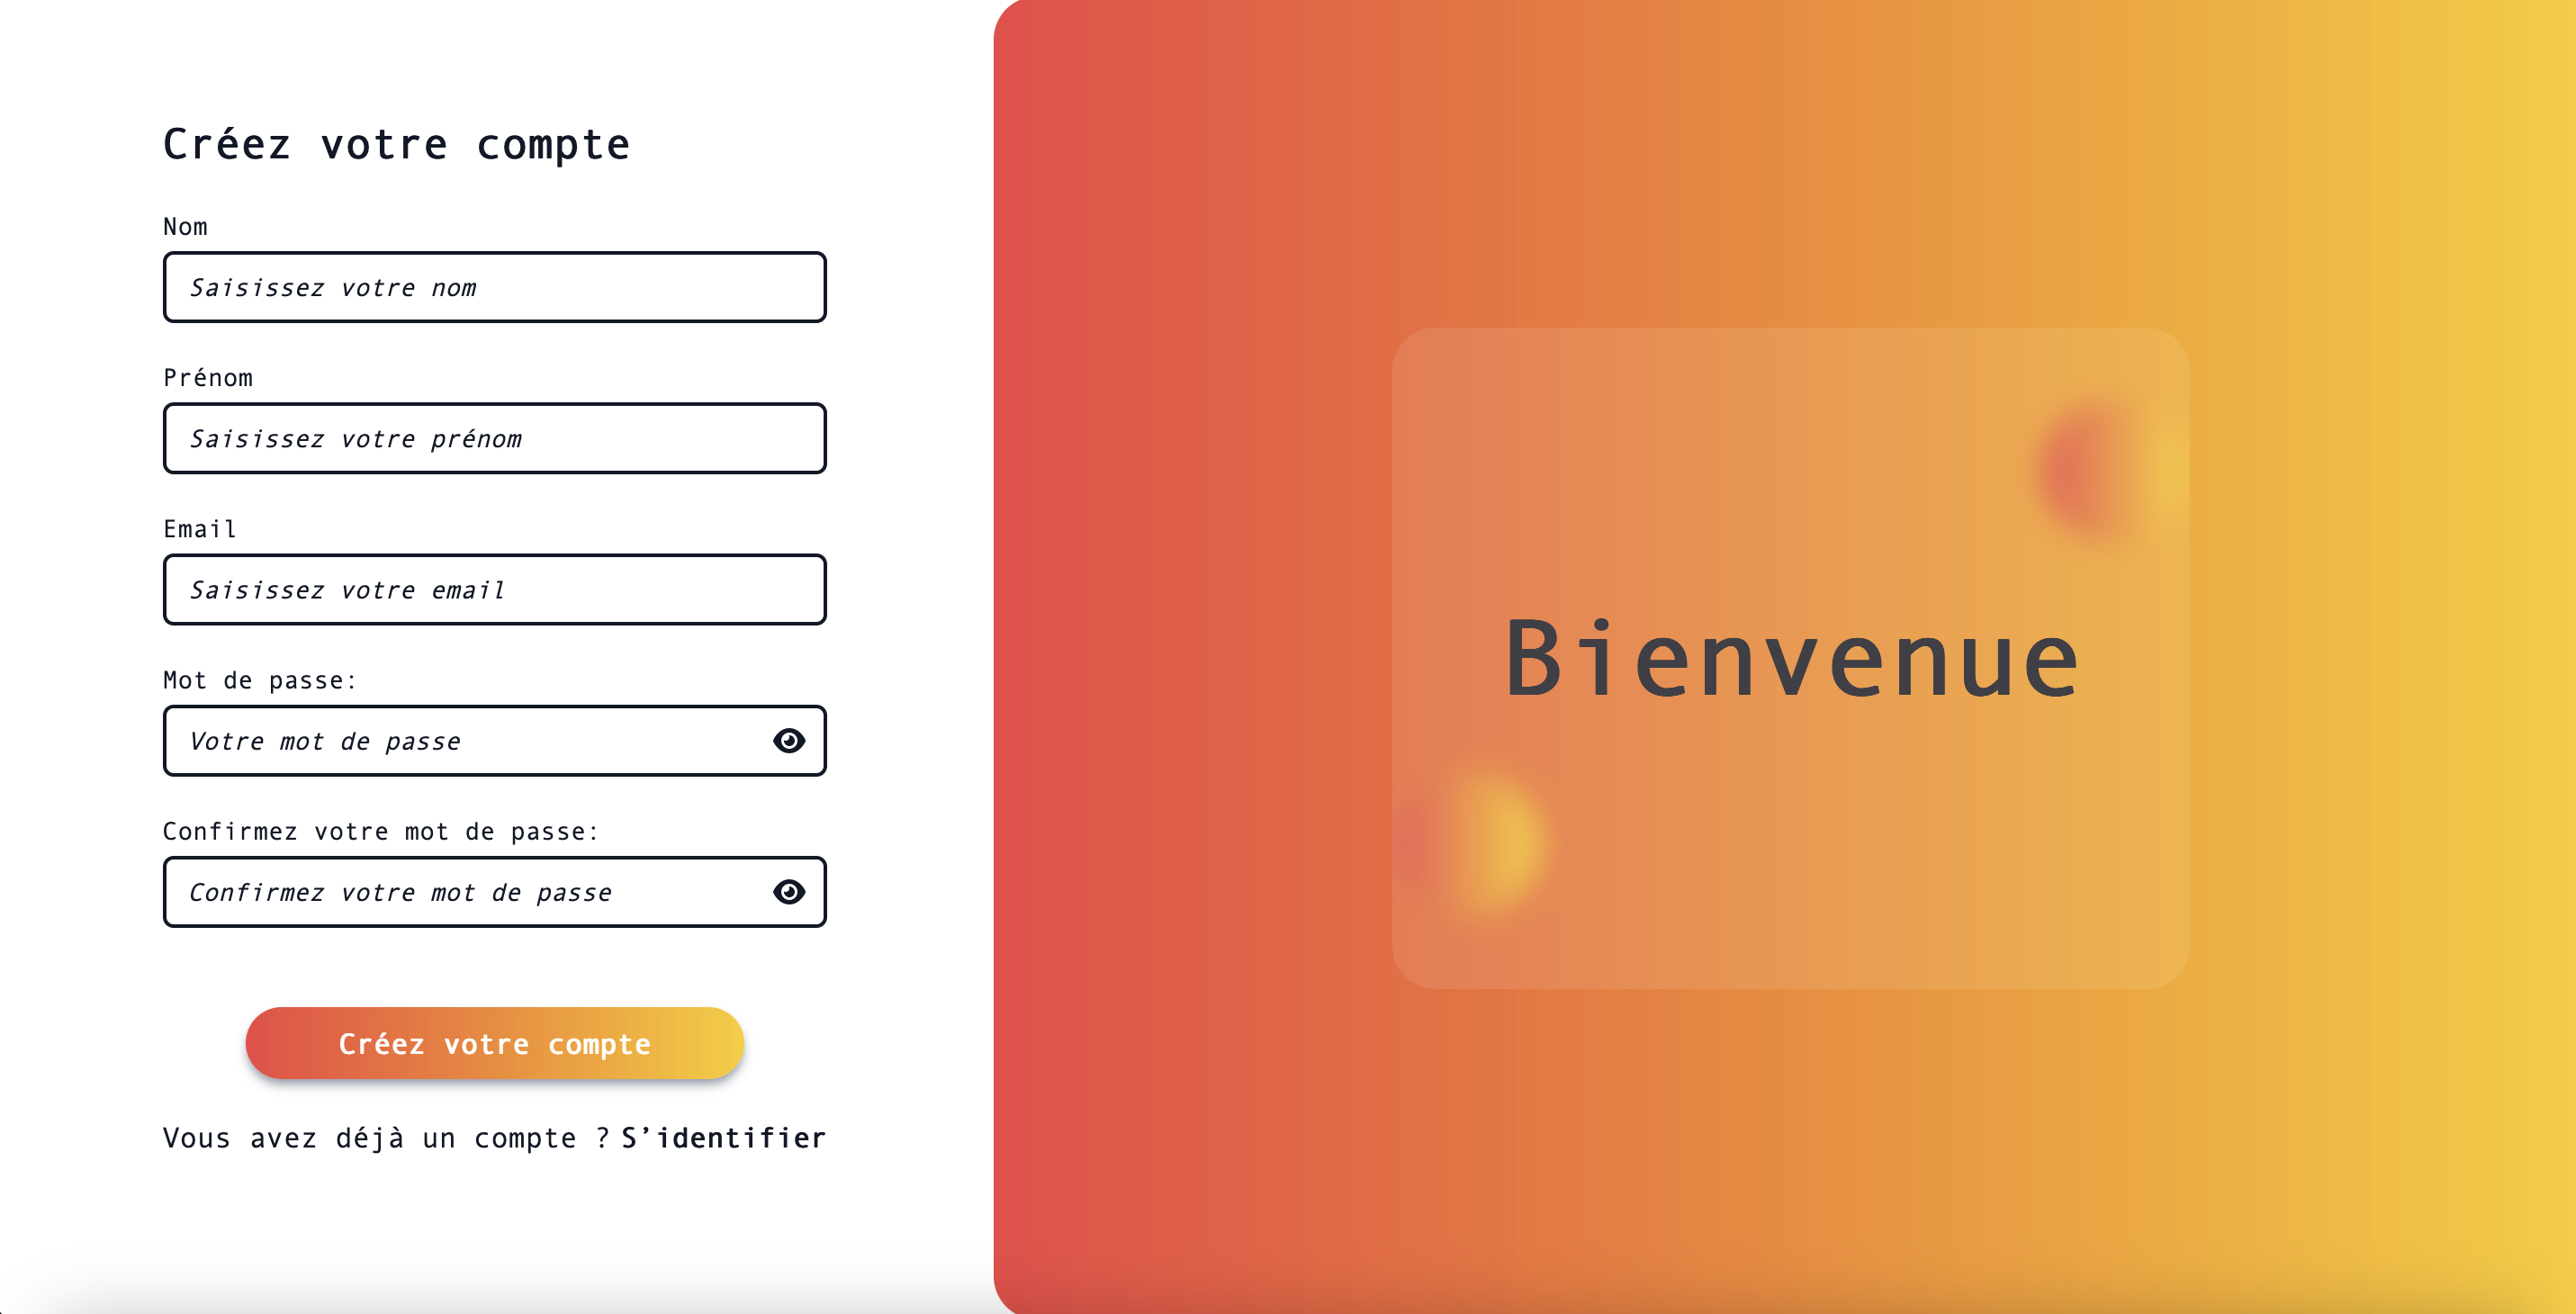 Créez votre compte
Nom
Saisissez votre nom
Prénom
Saisissez votre prénom
Email
Saisissez votre email
Mot de passe:
Votre mot de passe
Confirmez votre mot de passe:
Confirmez votre mot de passe
Créez votre compte
Vous avez déjà un compte ? S’identifier
Bienvenue